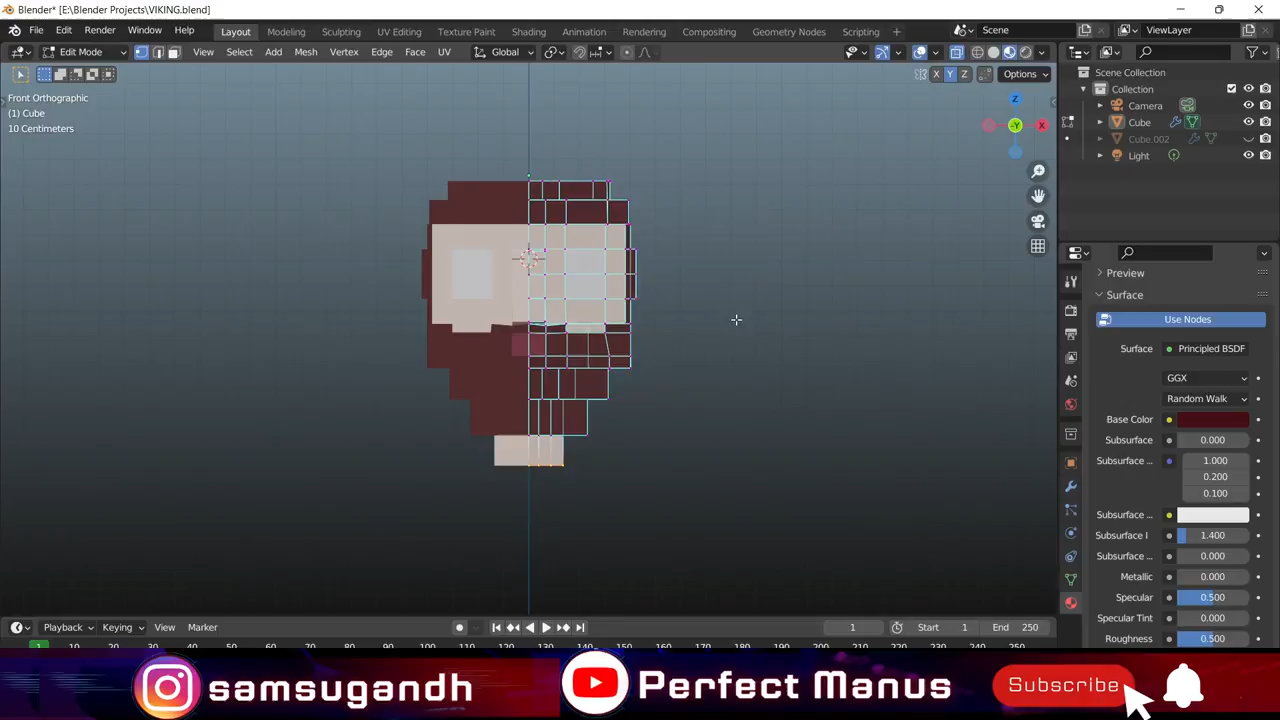 Blender* [E:\Blender Projects\VIKING.blend]
File Edit Render Window Help Layout Modeling Sculpting UV Editing Texture Paint Shading Animation Rendering Compositing Geometry Nodes Scripting + Scene ViewLayer
Edit Mode View Select Add Mesh Vertex Edge Face UV Global
X Y Z Options
Front Orthographic
(1) Cube
10 Centimeters
Z
-Y X
Scene Collection
Collection
Camera
Cube
Cube.002
Light
Preview
Surface
Use Nodes
Surface Principled BSDF
GGX
Random Walk
Base Color
Subsurface 0.000
Subsurface .. 1.000
0.200
0.100
Subsurface ..
Subsurface I 1.400
Subsurface .. 0.000
Metallic 0.000
Specular 0.500
Specular Tint 0.000
Roughness 0.500
Playback Keying View Marker 1 Start 1 End 250
1
samsugandh
Perfect Manus
Subscribe